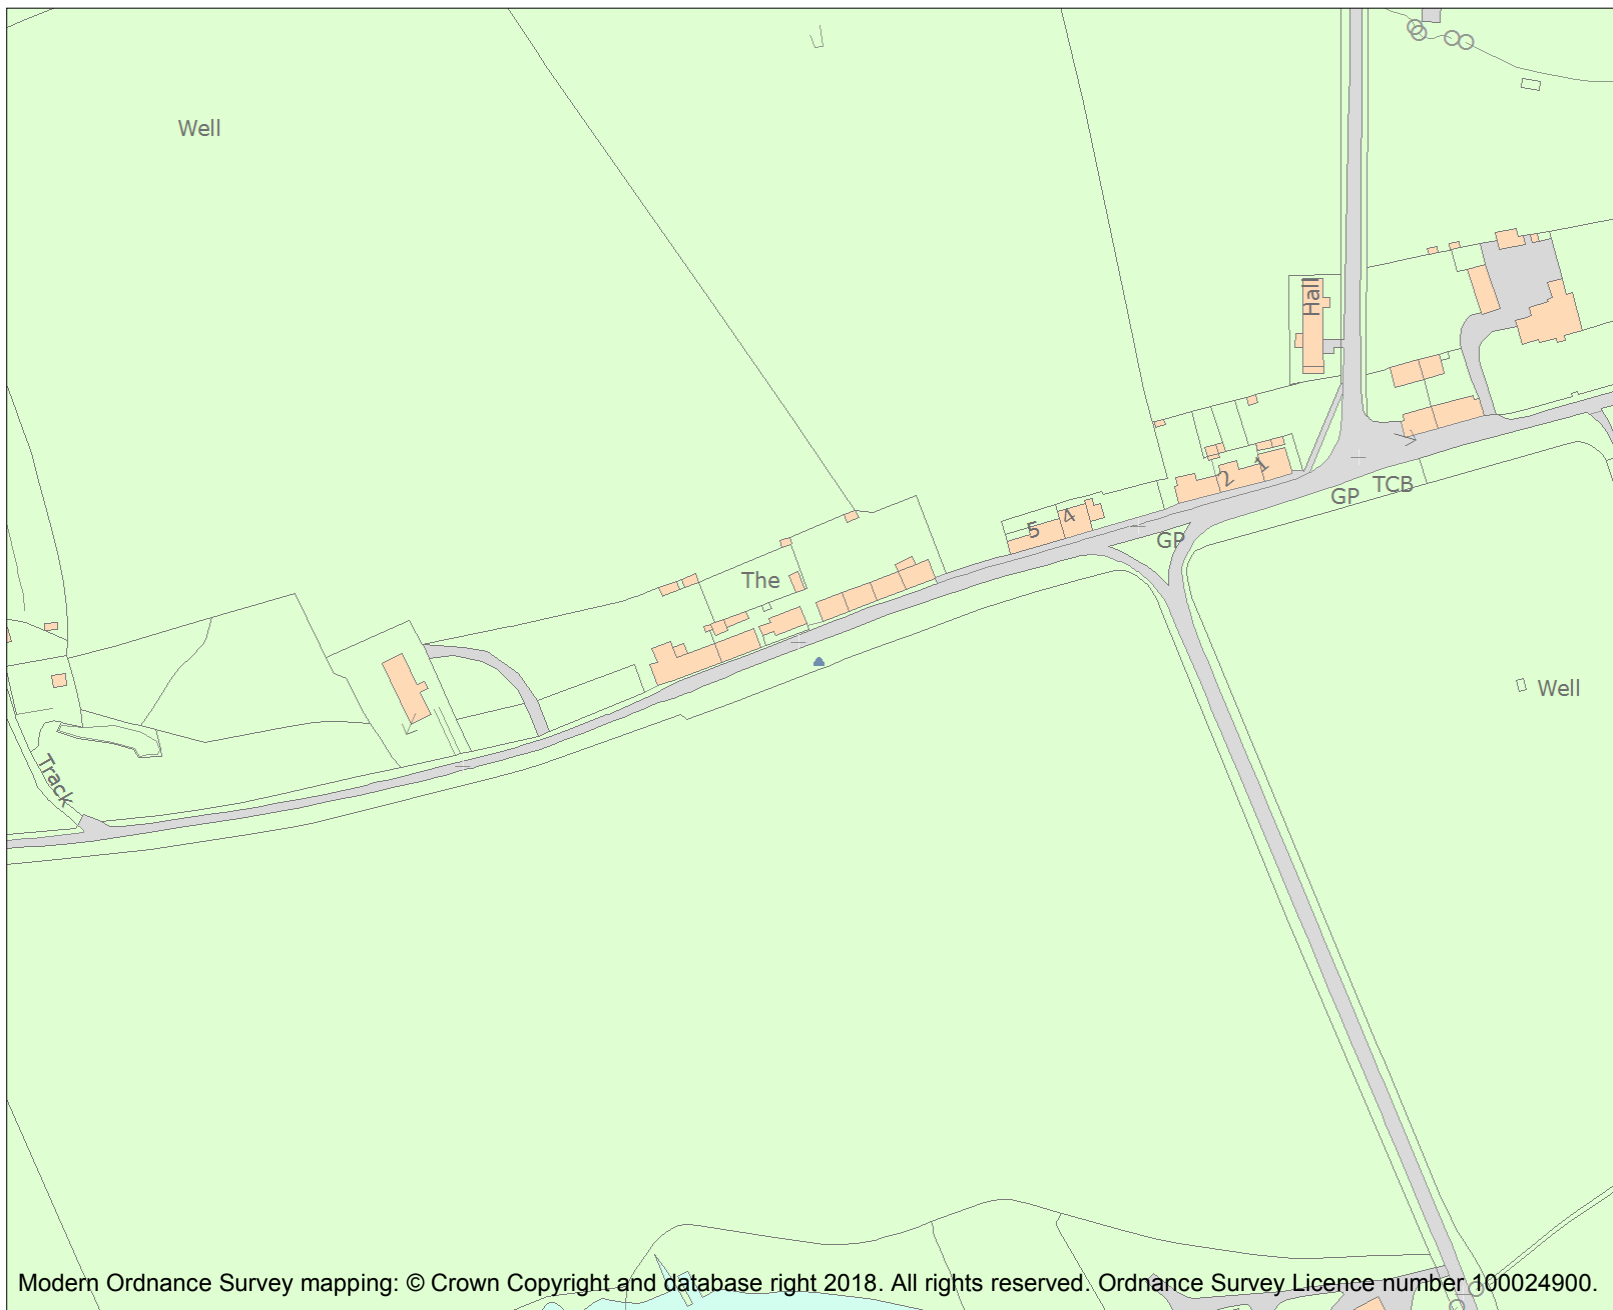 Well
Hall
1
2
TCB
GP
4
5
GP
The
Well
Track
Modern Ordnance Survey mapping: © Crown Copyright and database right 2018. All rights reserved. Ordnance Survey Licence number 100024900.